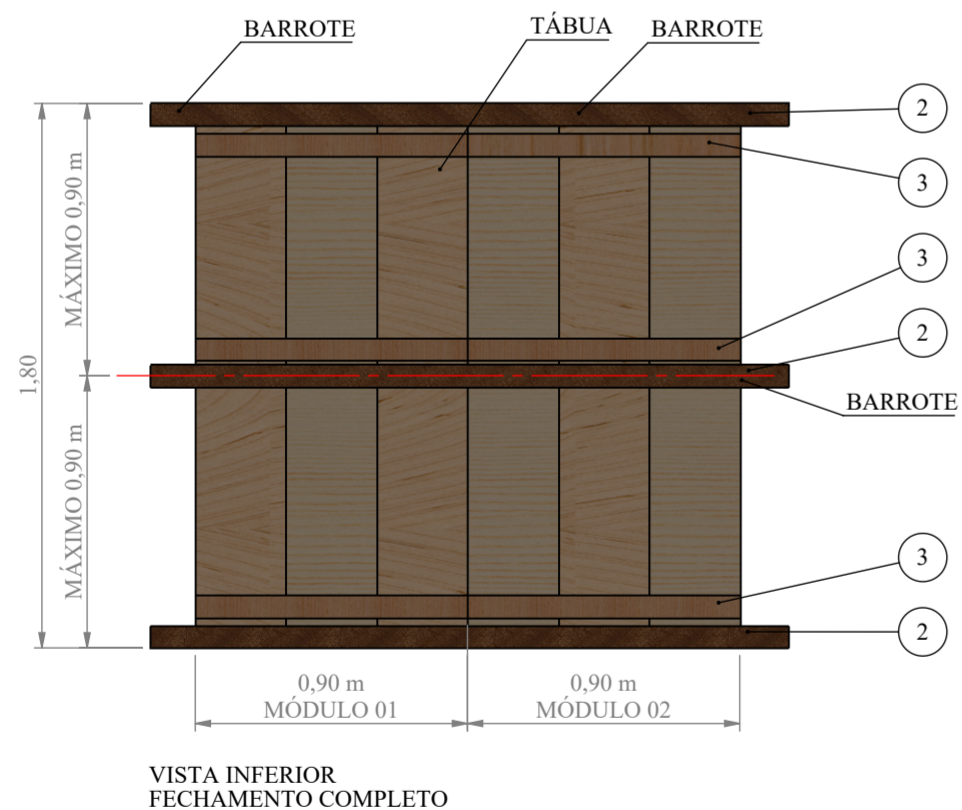 BARROTE
TÁBUA
BARROTE
2
3
3
2
BARROTE
3
2
MÁXIMO 0,90 m
1,80
MÁXIMO 0,90 m
0,90 m
MÓDULO 01
0,90 m
MÓDULO 02
VISTA INFERIOR
FECHAMENTO COMPLETO